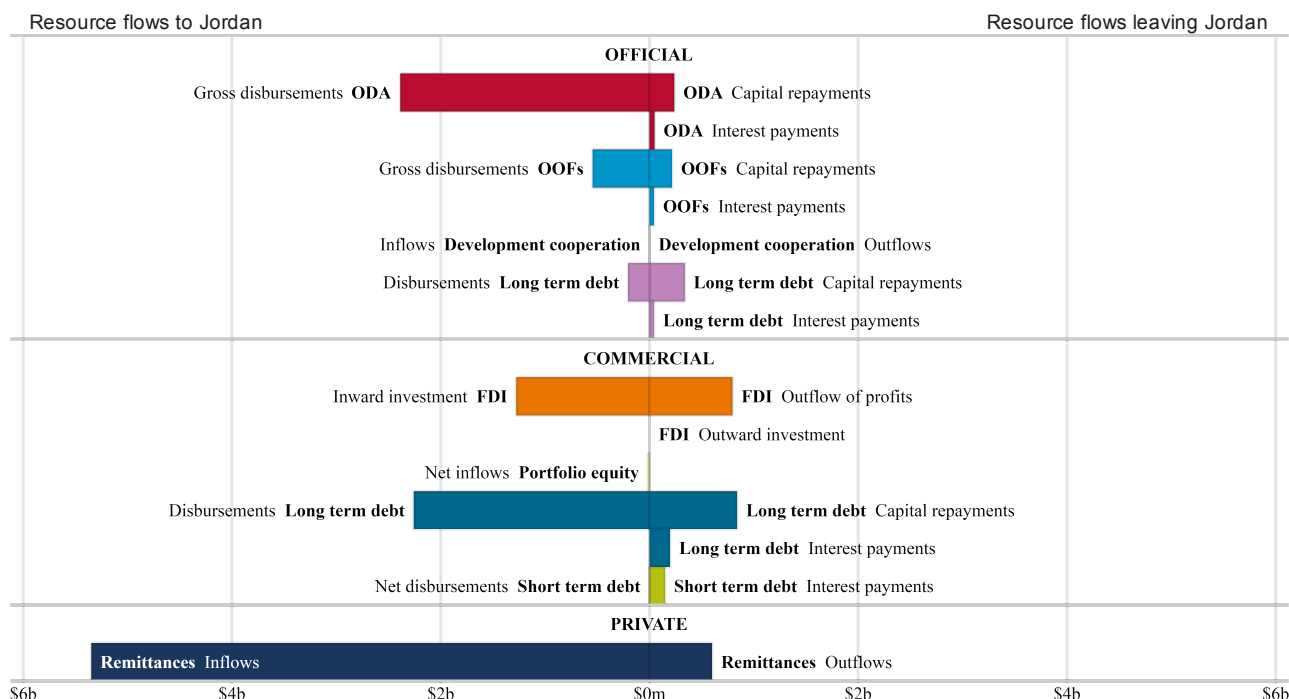 Resource flows to Jordan Resource flows leaving Jordan
OFFICIAL
Gross disbursements ODA ODA Capital repayments
ODA Interest payments
Gross disbursements OOFs OOFs Capital repayments
OOFs Interest payments
Inflows Development cooperation Development cooperation Outflows
Disbursements Long term debt Long term debt Capital repayments
Long term debt Interest payments
COMMERCIAL
Inward investment FDI FDI Outflow of profits
FDI Outward investment
Net inflows Portfolio equity
Disbursements Long term debt Long term debt Capital repayments
Long term debt Interest payments
Net disbursements Short term debt Short term debt Interest payments
PRIVATE
Remittances Inflows Remittances Outflows
$6b $4b $2b $0m $2b $4b $6b